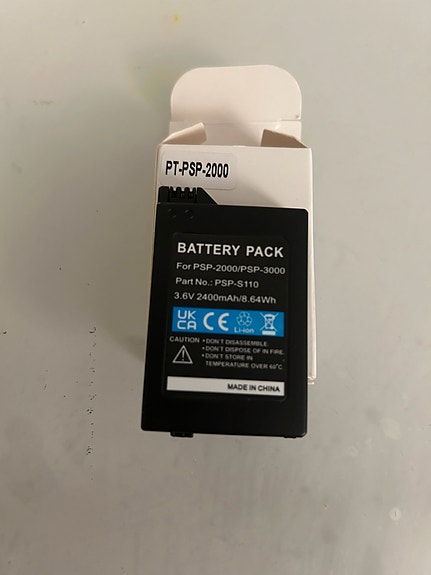 PT-PSP-2000
BATTERY PACK
For PSP-2000/PSP-3000
Part No.: PSP-S110
3.6V 2400mAh/8.64Wh
UK
CA CE Li-ion
CAUTION • DON'T DISASSEMBLE.
• DON'T DISPOSE OF IN FIRE.
• DON'T STORE IN
TEMPERATURE OVER 60°C
MADE IN CHINA